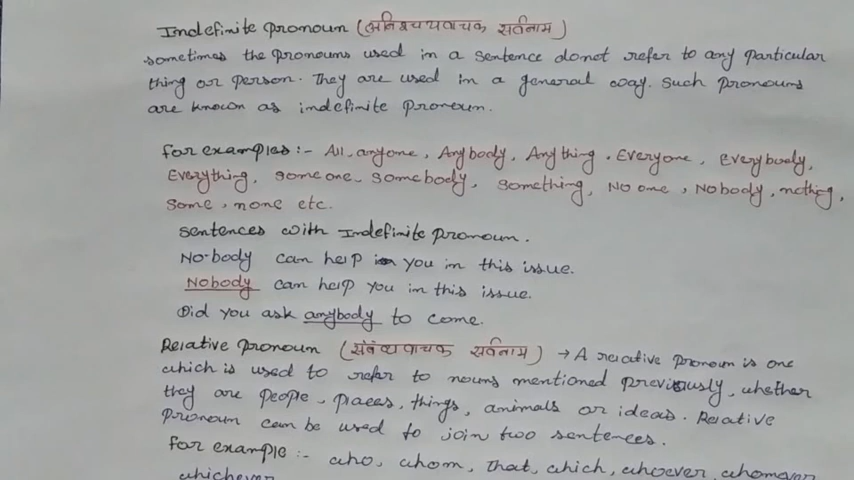 Indefinite pronoun (अनिश्चयवाचक सर्वनाम)
sometimes the pronouns used in a sentence donot refer to any particular
thing or person. They are used in a general way. Such pronouns
are known as indefinite pronoun.
for examples :- All, anyone, Anybody, Anything, Everyone, everybody,
Everything, someone, somebody, something, No one, Nobody, nothing,
some, none etc.
sentences with Indefinite pronoun.
No-body can help you in this issue.
Nobody can help you in this issue.
Did you ask anybody to come.
Relative pronoun (संबंधवाचक सर्वनाम) → A relative pronoun is one
which is used to refer to nouns mentioned previously, whether
they are people, places, things, animals or ideas. Relative
pronoun can be used to join two sentences.
for example :- who, whom, that, which, whoever, whomever
whichever